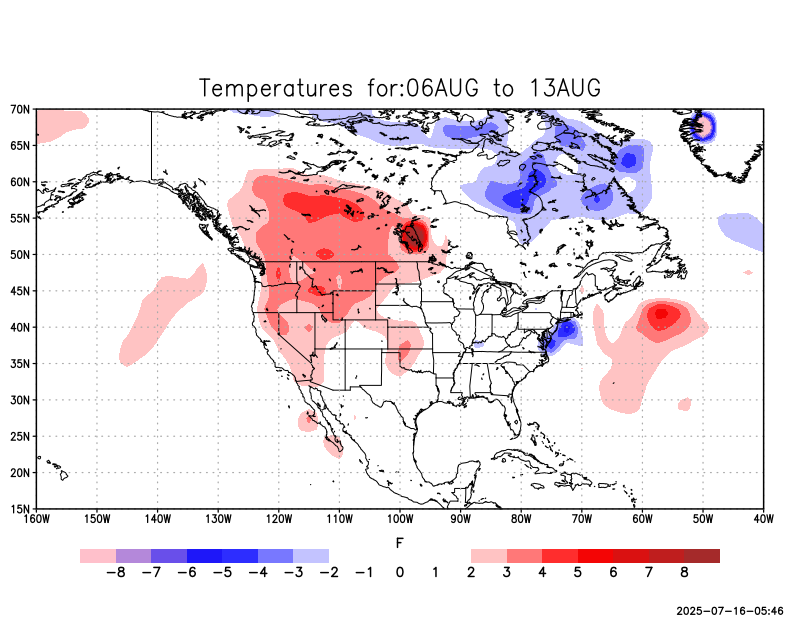 Temperatures for:06AUG to 13AUG
70N
65N
60N
55N
50N
45N
40N
35N
30N
25N
20N
15N
160W 150W 140W 130W 120W 110W 100W 90W 80W 70W 60W 50W 40W
F
-8 -7 -6 -5 -4 -3 -2 -1 0 1 2 3 4 5 6 7 8
2025-07-16-05:46